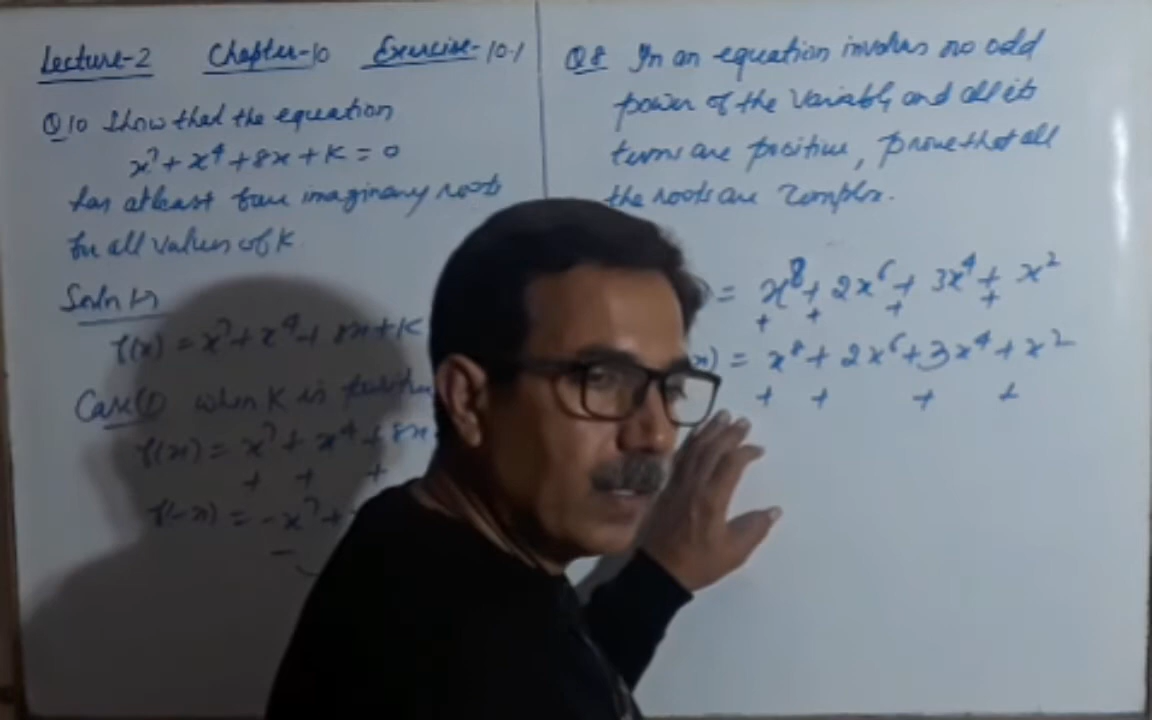 Lecture-2 Chapter-10 Exercise-10.1
Q10 Show that the equation
x⁷ + x⁴ + 8x + K = 0
has atleast four imaginary roots
for all values of K
Soln :-
f(x) = x⁷ + x⁴ + 8x + K
Case (I) when K is
f(x) = x⁷ + x⁴ + 8x
+ + +
f(-x) = -x⁷ +
-
Q8 In an equation involves no odd
power of the variable, and all its
terms are positive, prove that all
the roots are complex.
) = x⁸ + 2x⁶ + 3x⁴ + x²
+ + + +
x) = x⁸ + 2x⁶ + 3x⁴ + x²
+ + + +